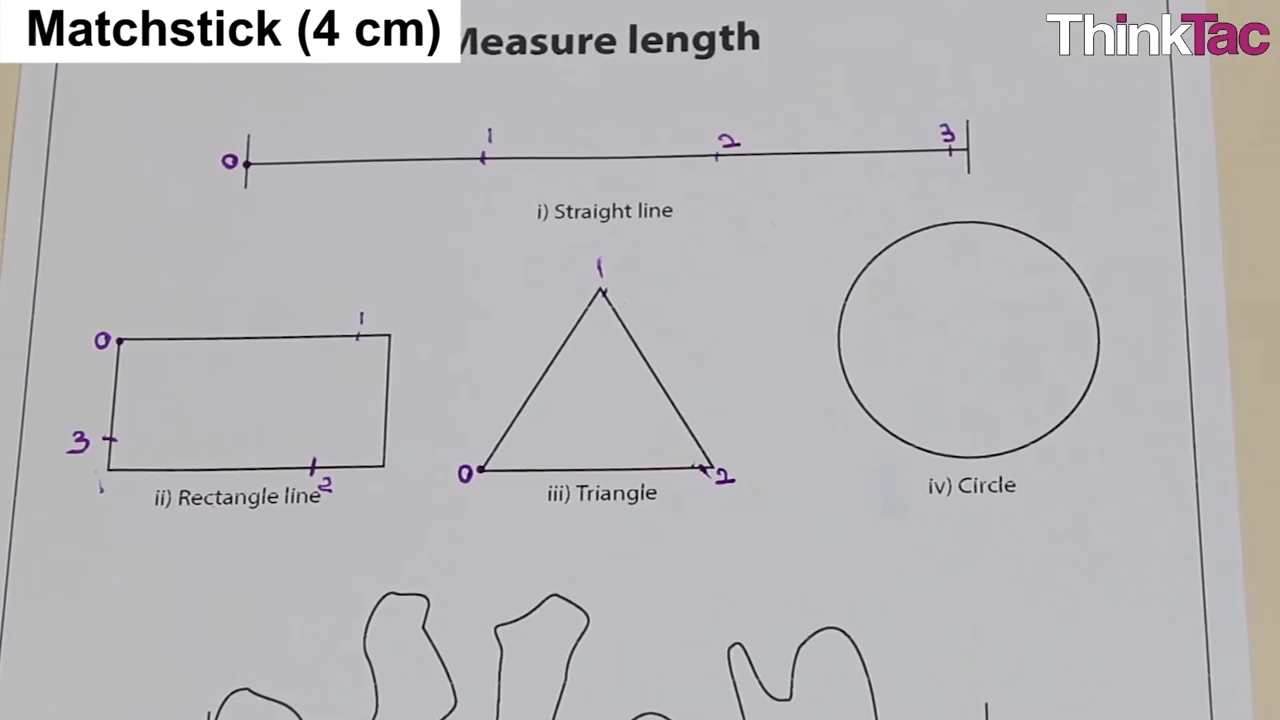 Matchstick (4 cm)
Measure length
ThinkTac
0 1 2 3
i) Straight line
0 1
3
2
ii) Rectangle line
1
0 2
iii) Triangle
iv) Circle